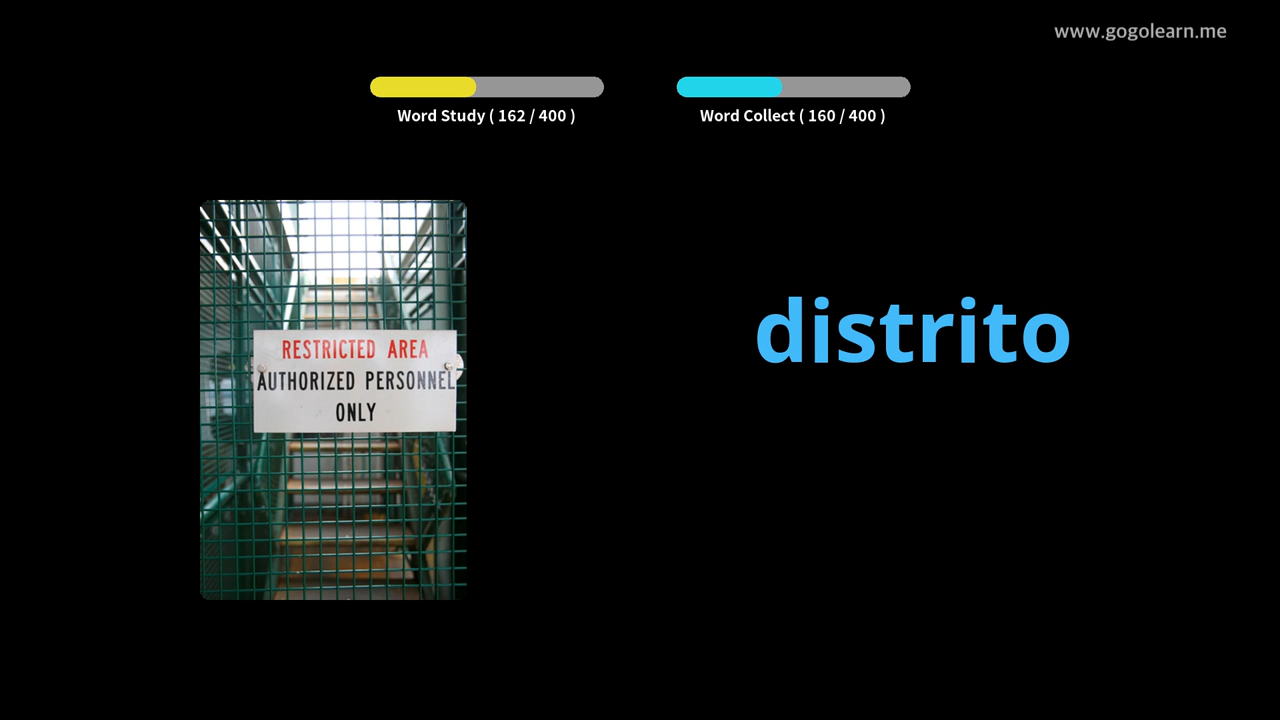 www.gogolearn.me
Word Study ( 162 / 400 )
Word Collect ( 160 / 400 )
RESTRICTED AREA
AUTHORIZED PERSONNEL
ONLY
distrito